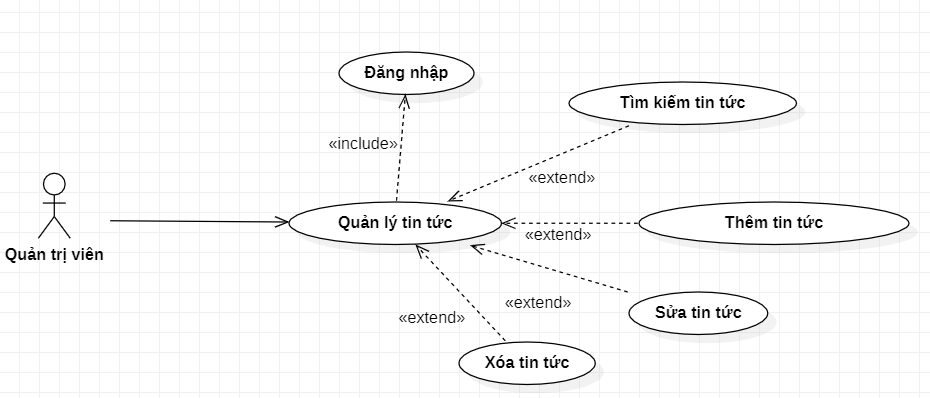 Đăng nhập
Tìm kiếm tin tức
«include»
«extend»
Quản lý tin tức
Thêm tin tức
«extend»
Quản trị viên
«extend»
Sửa tin tức
«extend»
Xóa tin tức